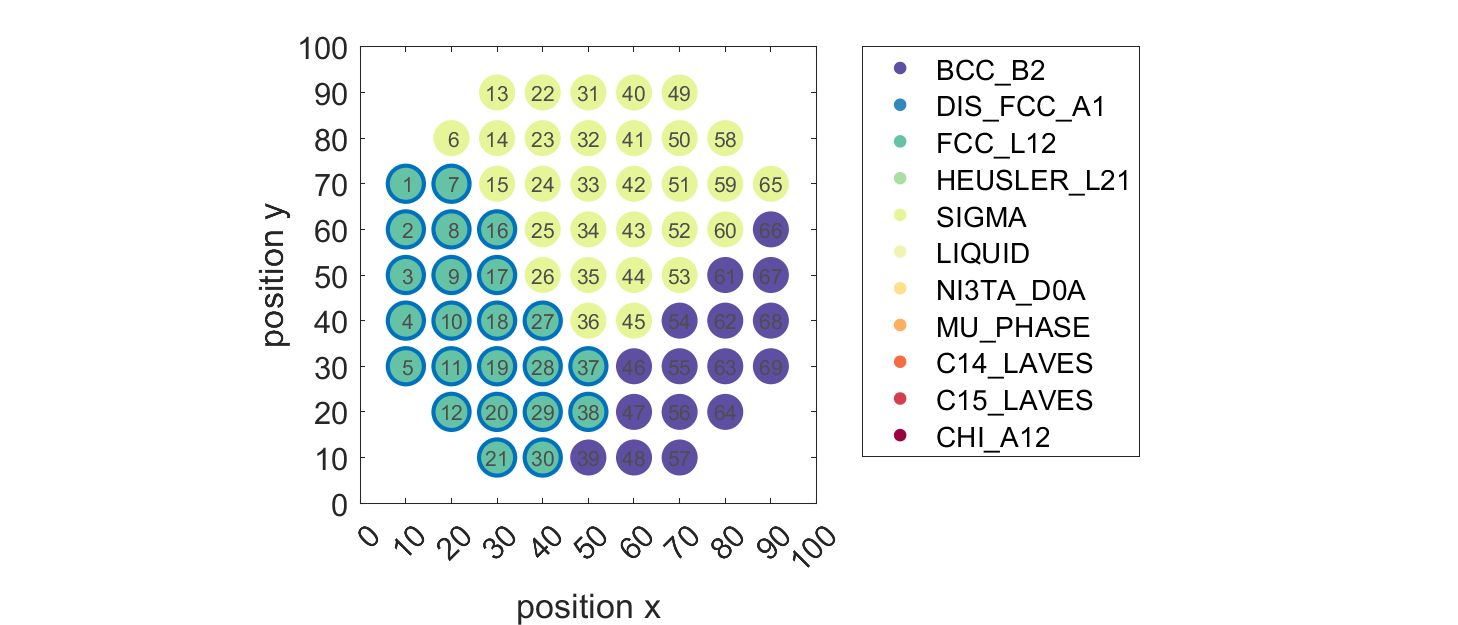 100
90
80
70
60
50
40
30
20
10
0
position y
13 22 31 40 49
6 14 23 32 41 50 58
1 7 15 24 33 42 51 59 65
2 8 16 25 34 43 52 60 66
3 9 17 26 35 44 53 61 67
4 10 18 27 36 45 54 62 68
5 11 19 28 37 46 55 63 69
12 20 29 38 47 56 64
21 30 39 48 57
0 10 20 30 40 50 60 70 80 90 100
position x
BCC_B2
DIS_FCC_A1
FCC_L12
HEUSLER_L21
SIGMA
LIQUID
NI3TA_D0A
MU_PHASE
C14_LAVES
C15_LAVES
CHI_A12